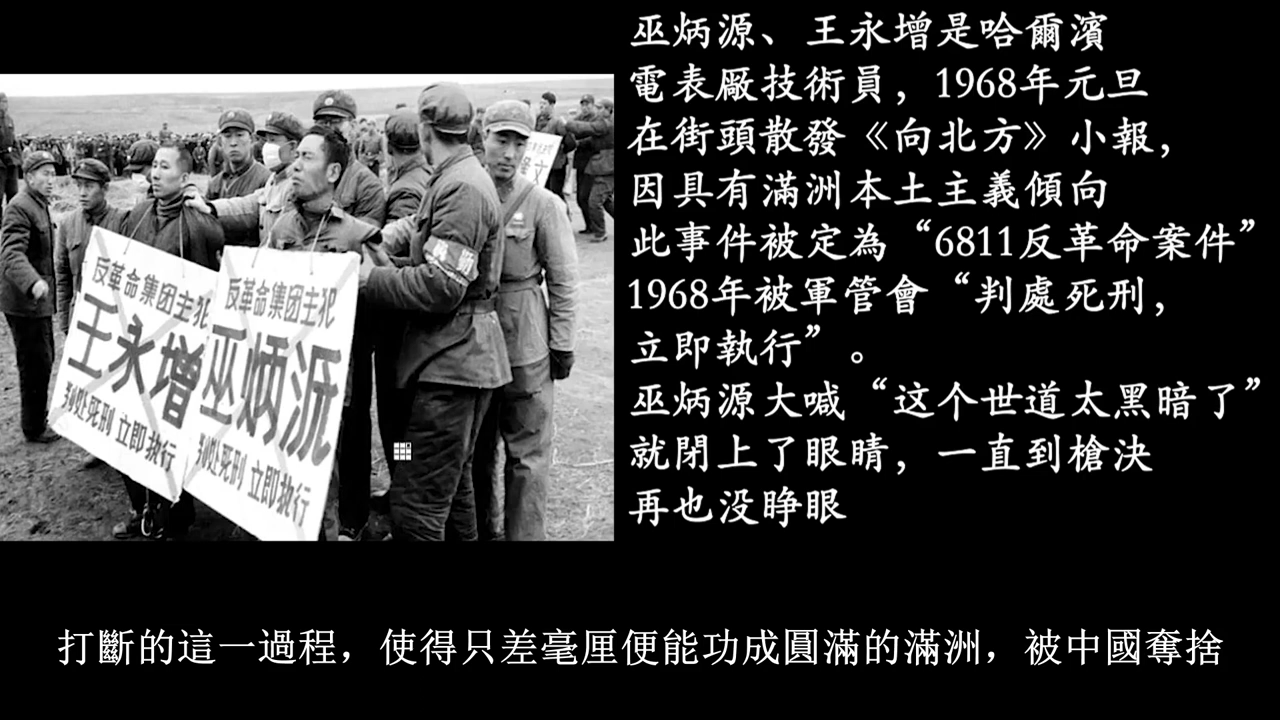 巫炳源、王永增是哈爾濱
電表厰技術員，1968年元旦
在街頭散發《向北方》小報，
因具有滿洲本土主義傾向
此事件被定為“6811反革命案件”
1968年被軍管會“判處死刑，
立即執行”。
巫炳源大喊“这个世道太黑暗了”
就閉上了眼睛，一直到槍決
再也没睁眼
反革命集团主犯
王永增
判处死刑 立即执行
反革命集团主犯
巫炳源
判处死刑 立即执行
打斷的這一過程，使得只差毫厘便能功成圓滿的滿洲，被中國奪捨